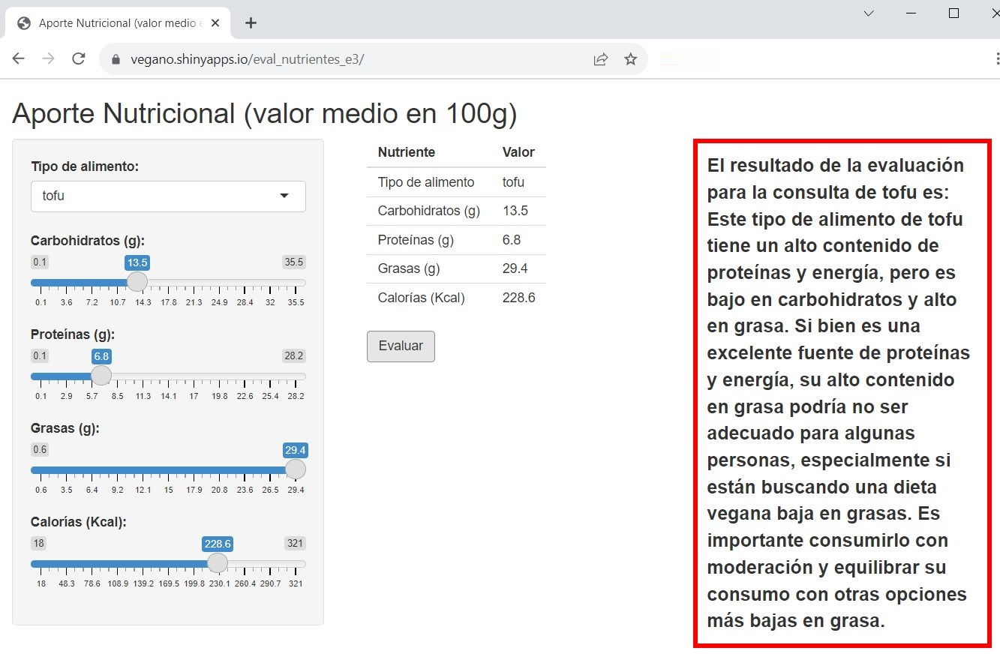 Aporte Nutricional (valor medio e
vegano.shinyapps.io/eval_nutrientes_e3/
Aporte Nutricional (valor medio en 100g)
Tipo de alimento:
tofu
Carbohidratos (g):
0.1 13.5 35.5
0.1 3.6 7.2 10.7 14.3 17.8 21.3 24.9 28.4 32 35.5
Proteínas (g):
0.1 6.8 28.2
0.1 2.9 5.7 8.5 11.3 14.1 17 19.8 22.6 25.4 28.2
Grasas (g):
0.6 29.4
0.6 3.5 6.4 9.2 12.1 15 17.9 20.8 23.6 26.5 29.4
Calorías (Kcal):
18 228.6 321
18 48.3 78.6 108.9 139.2 169.5 199.8 230.1 260.4 290.7 321
Nutriente Valor
Tipo de alimento tofu
Carbohidratos (g) 13.5
Proteínas (g) 6.8
Grasas (g) 29.4
Calorías (Kcal) 228.6
Evaluar
El resultado de la evaluación
para la consulta de tofu es:
Este tipo de alimento de tofu
tiene un alto contenido de
proteínas y energía, pero es
bajo en carbohidratos y alto
en grasa. Si bien es una
excelente fuente de proteínas
y energía, su alto contenido
en grasa podría no ser
adecuado para algunas
personas, especialmente si
están buscando una dieta
vegana baja en grasas. Es
importante consumirlo con
moderación y equilibrar su
consumo con otras opciones
más bajas en grasa.